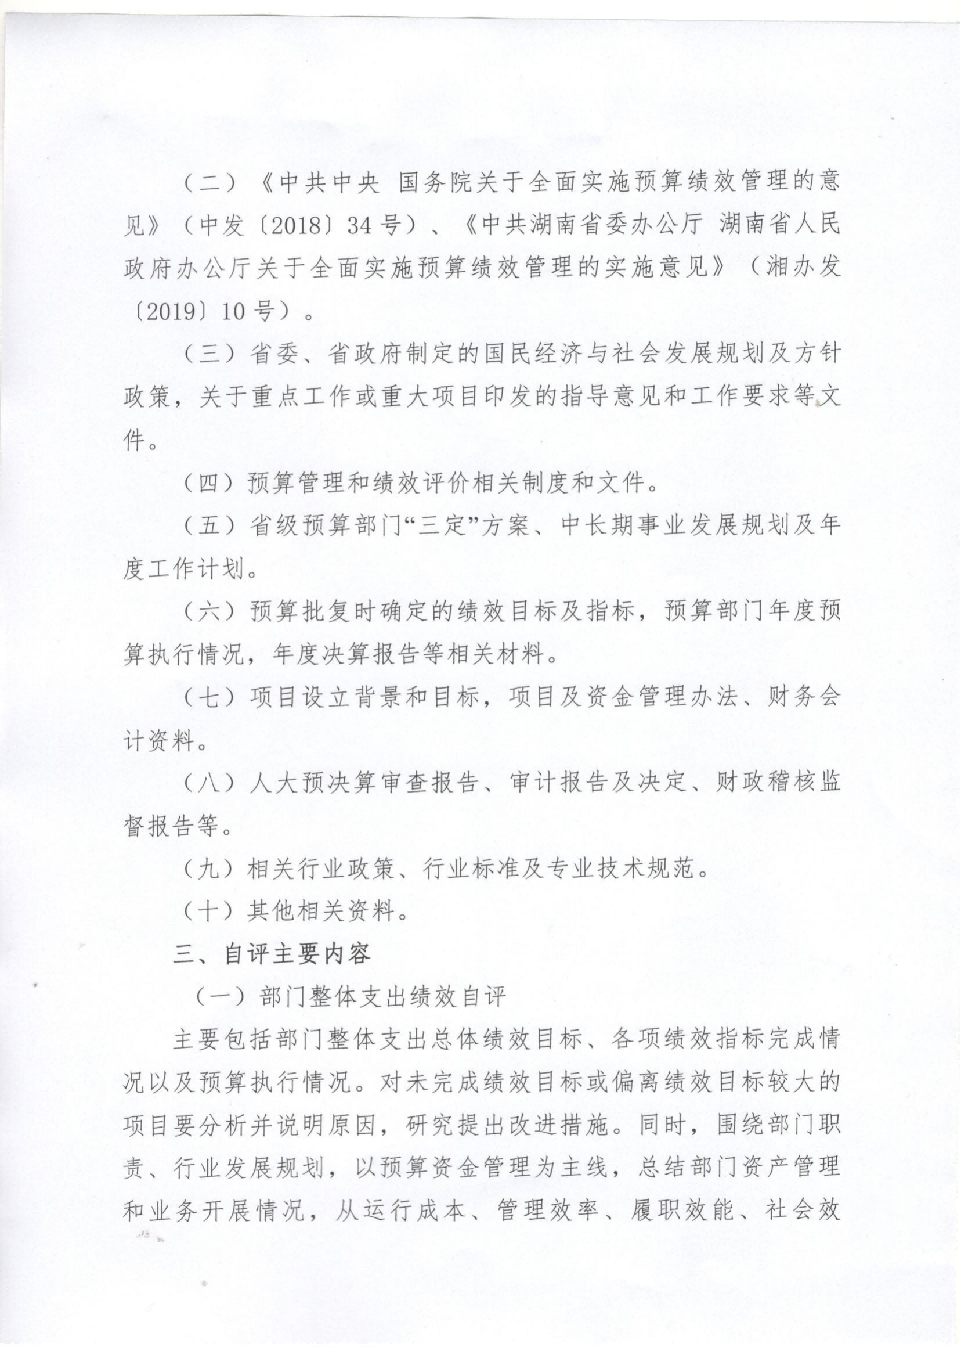 （二）《中共中央 国务院关于全面实施预算绩效管理的意
见》（中发〔2018〕34号）、《中共湖南省委办公厅 湖南省人民
政府办公厅关于全面实施预算绩效管理的实施意见》（湘办发
〔2019〕10号）。
（三）省委、省政府制定的国民经济与社会发展规划及方针
政策，关于重点工作或重大项目印发的指导意见和工作要求等文
件。
（四）预算管理和绩效评价相关制度和文件。
（五）省级预算部门“三定”方案、中长期事业发展规划及年
度工作计划。
（六）预算批复时确定的绩效目标及指标，预算部门年度预
算执行情况，年度决算报告等相关材料。
（七）项目设立背景和目标，项目及资金管理办法、财务会
计资料。
（八）人大预决算审查报告、审计报告及决定、财政稽核监
督报告等。
（九）相关行业政策、行业标准及专业技术规范。
（十）其他相关资料。
三、自评主要内容
（一）部门整体支出绩效自评
主要包括部门整体支出总体绩效目标、各项绩效指标完成情
况以及预算执行情况。对未完成绩效目标或偏离绩效目标较大的
项目要分析并说明原因，研究提出改进措施。同时，围绕部门职
责、行业发展规划，以预算资金管理为主线，总结部门资产管理
和业务开展情况，从运行成本、管理效率、履职效能、社会效